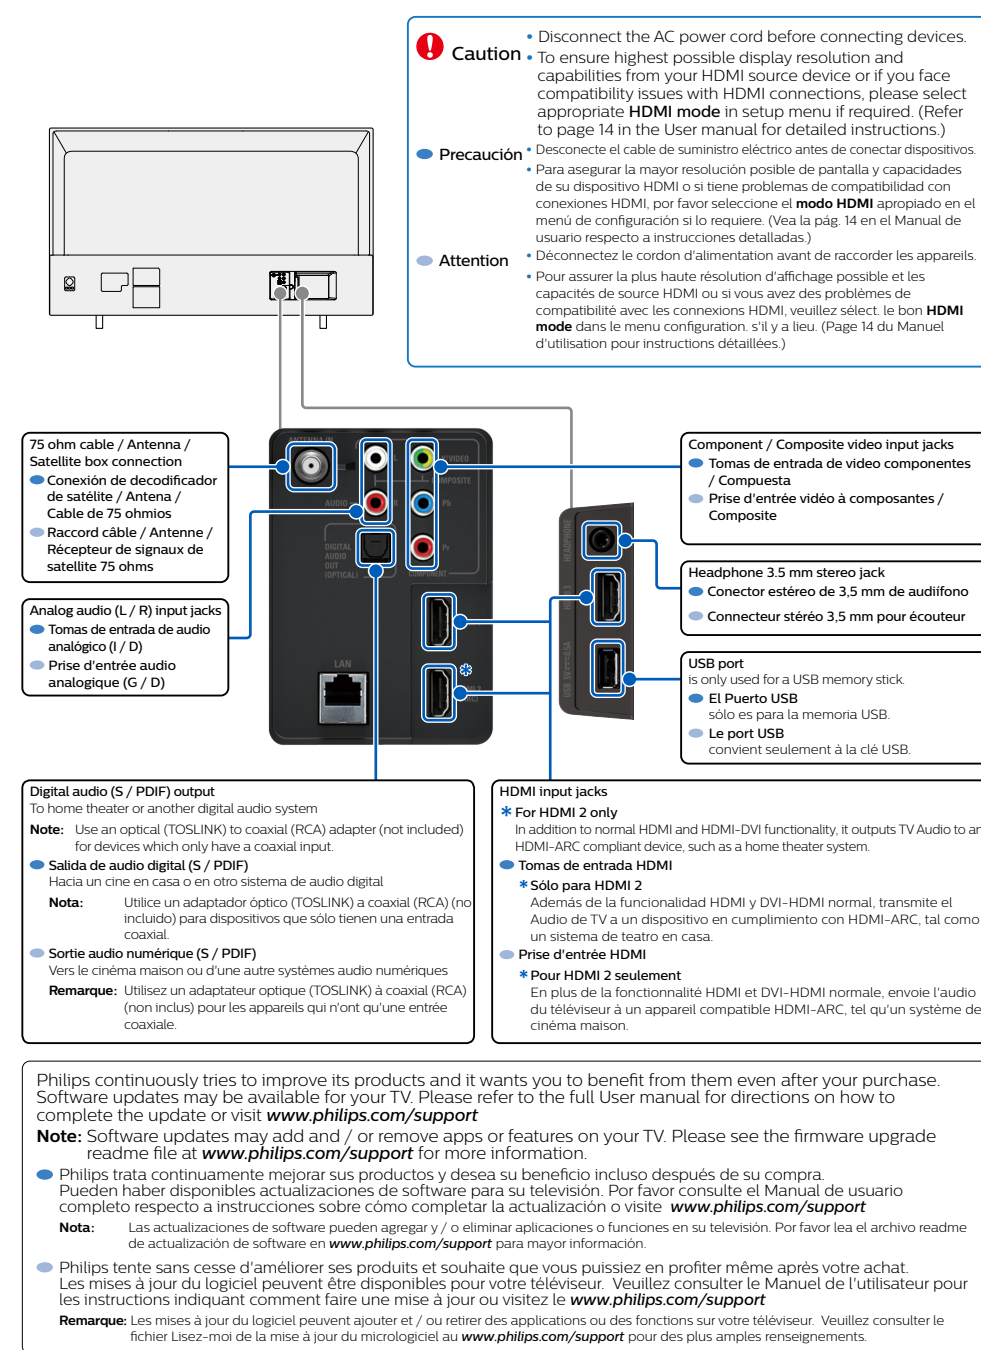 Caution
• Disconnect the AC power cord before connecting devices.
• To ensure highest possible display resolution and
capabilities from your HDMI source device or if you face
compatibility issues with HDMI connections, please select
appropriate HDMI mode in setup menu if required. (Refer
to page 14 in the User manual for detailed instructions.)
Precaución
• Desconecte el cable de suministro eléctrico antes de conectar dispositivos.
• Para asegurar la mayor resolución posible de pantalla y capacidades
de su dispositivo HDMI o si tiene problemas de compatibilidad con
conexiones HDMI, por favor seleccione el modo HDMI apropiado en el
menú de configuración si lo requiere. (Vea la pág. 14 en el Manual de
usuario respecto a instrucciones detalladas.)
Attention
• Déconnectez le cordon d'alimentation avant de raccorder les appareils.
• Pour assurer la plus haute résolution d'affichage possible et les
capacités de source HDMI ou si vous avez des problèmes de
compatibilité avec les connexions HDMI, veuillez sélect. le bon HDMI
mode dans le menu configuration. s'il y a lieu. (Page 14 du Manuel
d'utilisation pour instructions détaillées.)
75 ohm cable / Antenna /
Satellite box connection
Conexión de decodificador
de satélite / Antena /
Cable de 75 ohmios
Raccord câble / Antenne /
Récepteur de signaux de
satellite 75 ohms
Analog audio (L / R) input jacks
Tomas de entrada de audio
analógico (I / D)
Prise d'entrée audio
analogique (G / D)
ANTENNA IN
L
/VIDEO
COMPOSITE
AUDIO
R
Pb
DIGITAL
AUDIO
OUT
(OPTICAL)
Pr
COMPONENT
LAN
*
HEADPHONE
USB 5V 0.5A
Component / Composite video input jacks
Tomas de entrada de video componentes
/ Compuesta
Prise d'entrée vidéo à composantes /
Composite
Headphone 3.5 mm stereo jack
Conector estéreo de 3,5 mm de audiífono
Connecteur stéréo 3,5 mm pour écouteur
USB port
is only used for a USB memory stick.
El Puerto USB
sólo es para la memoria USB.
Le port USB
convient seulement à la clé USB.
Digital audio (S / PDIF) output
To home theater or another digital audio system
Note: Use an optical (TOSLINK) to coaxial (RCA) adapter (not included)
for devices which only have a coaxial input.
Salida de audio digital (S / PDIF)
Hacia un cine en casa o en otro sistema de audio digital
Nota: Utilice un adaptador óptico (TOSLINK) a coaxial (RCA) (no
incluido) para dispositivos que sólo tienen una entrada
coaxial.
Sortie audio numérique (S / PDIF)
Vers le cinéma maison ou d'une autre systèmes audio numériques
Remarque: Utilisez un adaptateur optique (TOSLINK) à coaxial (RCA)
(non inclus) pour les appareils qui n'ont qu'une entrée
coaxiale.
HDMI input jacks
* For HDMI 2 only
In addition to normal HDMI and HDMI-DVI functionality, it outputs TV Audio to an
HDMI-ARC compliant device, such as a home theater system.
Tomas de entrada HDMI
* Sólo para HDMI 2
Además de la funcionalidad HDMI y DVI-HDMI normal, transmite el
Audio de TV a un dispositivo en cumplimiento con HDMI-ARC, tal como
un sistema de teatro en casa.
Prise d'entrée HDMI
* Pour HDMI 2 seulement
En plus de la fonctionnalité HDMI et DVI-HDMI normale, envoie l'audio
du téléviseur à un appareil compatible HDMI-ARC, tel qu'un système de
cinéma maison.
Philips continuously tries to improve its products and it wants you to benefit from them even after your purchase.
Software updates may be available for your TV. Please refer to the full User manual for directions on how to
complete the update or visit www.philips.com/support
Note: Software updates may add and / or remove apps or features on your TV. Please see the firmware upgrade
readme file at www.philips.com/support for more information.
Philips trata continuamente mejorar sus productos y desea su beneficio incluso después de su compra.
Pueden haber disponibles actualizaciones de software para su televisión. Por favor consulte el Manual de usuario
completo respecto a instrucciones sobre cómo completar la actualización o visite www.philips.com/support
Nota: Las actualizaciones de software pueden agregar y / o eliminar aplicaciones o funciones en su televisión. Por favor lea el archivo readme
de actualización de software en www.philips.com/support para mayor información.
Philips tente sans cesse d'améliorer ses produits et souhaite que vous puissiez en profiter même après votre achat.
Les mises à jour du logiciel peuvent être disponibles pour votre téléviseur. Veuillez consulter le Manuel de l'utilisateur pour
les instructions indiquant comment faire une mise à jour ou visitez le www.philips.com/support
Remarque: Les mises à jour du logiciel peuvent ajouter et / ou retirer des applications ou des fonctions sur votre téléviseur. Veuillez consulter le
fichier Lisez-moi de la mise à jour du micrologiciel au www.philips.com/support pour des plus amples renseignements.